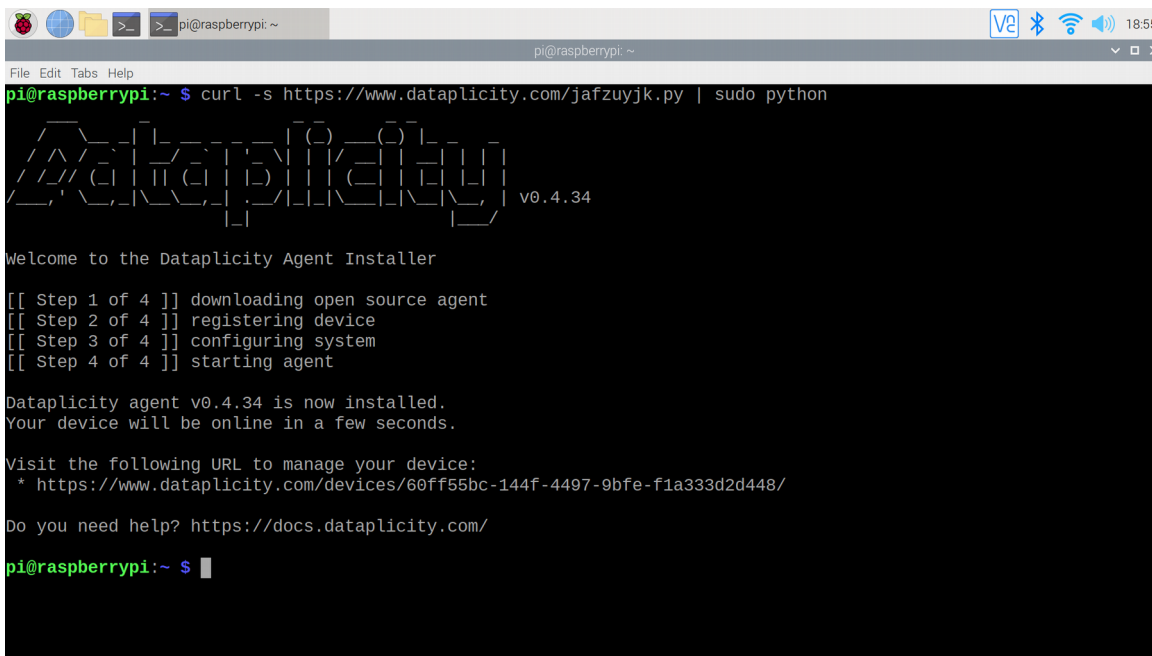 pi@raspberrypi: ~
18:55
pi@raspberrypi: ~
File Edit Tabs Help
pi@raspberrypi:~ $ curl -s https://www.dataplicity.com/jafzuyjk.py | sudo python
Dataplicity
v0.4.34
Welcome to the Dataplicity Agent Installer
[[ Step 1 of 4 ]] downloading open source agent
[[ Step 2 of 4 ]] registering device
[[ Step 3 of 4 ]] configuring system
[[ Step 4 of 4 ]] starting agent
Dataplicity agent v0.4.34 is now installed.
Your device will be online in a few seconds.
Visit the following URL to manage your device:
* https://www.dataplicity.com/devices/60ff55bc-144f-4497-9bfe-f1a333d2d448/
Do you need help? https://docs.dataplicity.com/
pi@raspberrypi:~ $